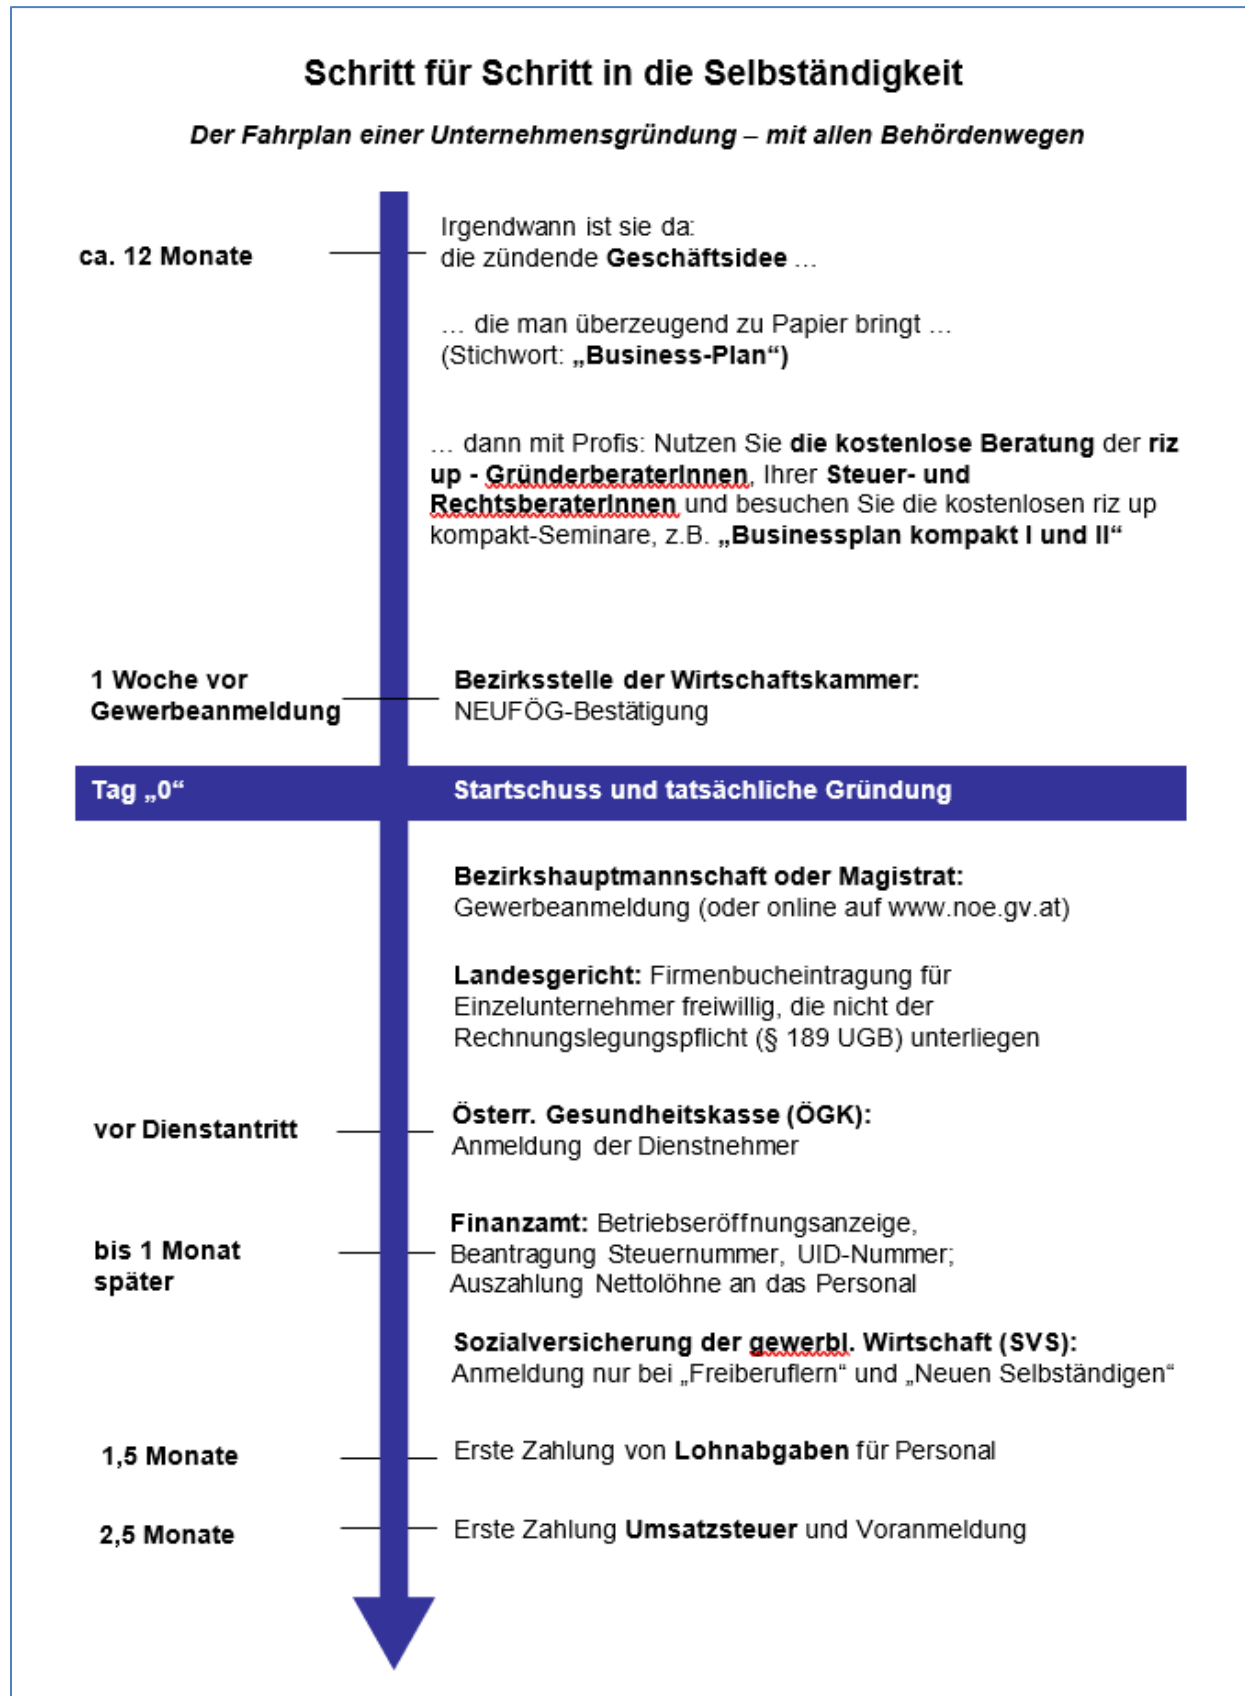 Schritt für Schritt in die Selbständigkeit
Der Fahrplan einer Unternehmensgründung – mit allen Behördenwegen
ca. 12 Monate
Irgendwann ist sie da:
die zündende Geschäftsidee …
… die man überzeugend zu Papier bringt …
(Stichwort: „Business-Plan“)
… dann mit Profis: Nutzen Sie die kostenlose Beratung der riz
up - GründerberaterInnen, Ihrer Steuer- und
RechtsberaterInnen und besuchen Sie die kostenlosen riz up
kompakt-Seminare, z.B. „Businessplan kompakt I und II“
1 Woche vor
Gewerbeanmeldung
Bezirksstelle der Wirtschaftskammer:
NEUFÖG-Bestätigung
Tag „0“
Startschuss und tatsächliche Gründung
Bezirkshauptmannschaft oder Magistrat:
Gewerbeanmeldung (oder online auf www.noe.gv.at)
Landesgericht: Firmenbucheintragung für
Einzelunternehmer freiwillig, die nicht der
Rechnungslegungspflicht (§ 189 UGB) unterliegen
vor Dienstantritt
Österr. Gesundheitskasse (ÖGK):
Anmeldung der Dienstnehmer
bis 1 Monat
später
Finanzamt: Betriebseröffnungsanzeige,
Beantragung Steuernummer, UID-Nummer;
Auszahlung Nettolöhne an das Personal
Sozialversicherung der gewerbl. Wirtschaft (SVS):
Anmeldung nur bei „Freiberuflern“ und „Neuen Selbständigen“
1,5 Monate
Erste Zahlung von Lohnabgaben für Personal
2,5 Monate
Erste Zahlung Umsatzsteuer und Voranmeldung